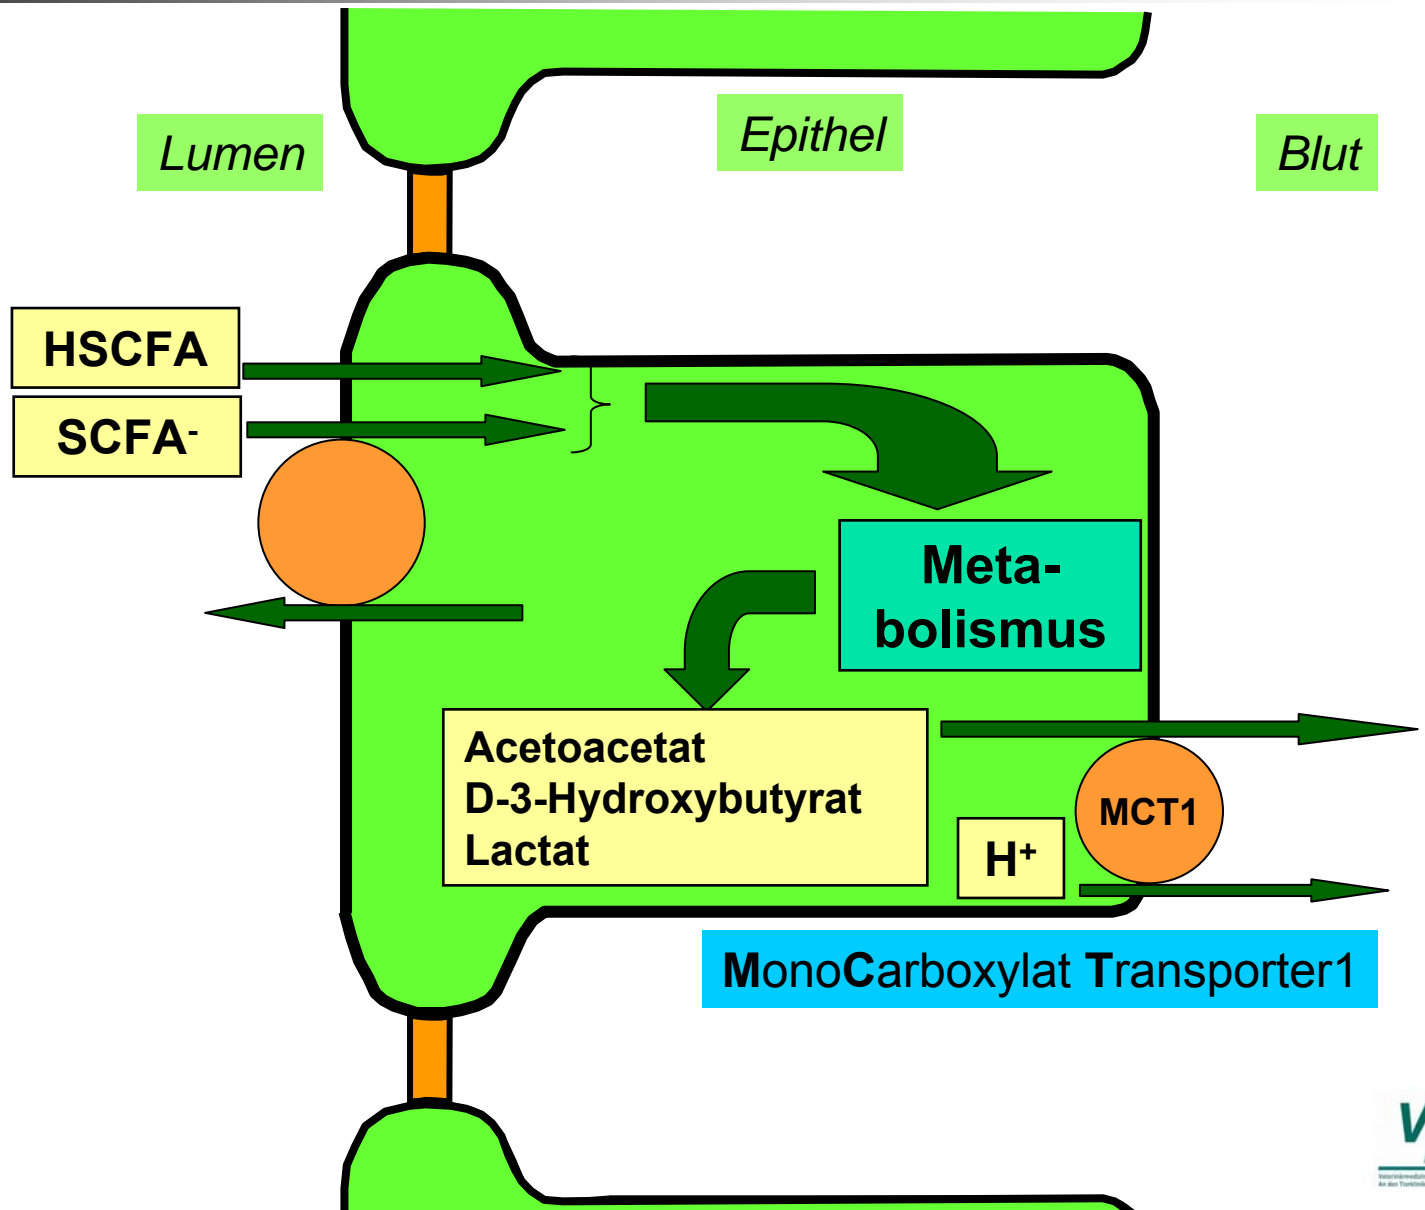 Lumen
Epithel
Blut
HSCFA
SCFA⁻
Meta-
bolismus
Acetoacetat
D-3-Hydroxybutyrat
Lactat
H⁺
MCT1
MonoCarboxylat Transporter1